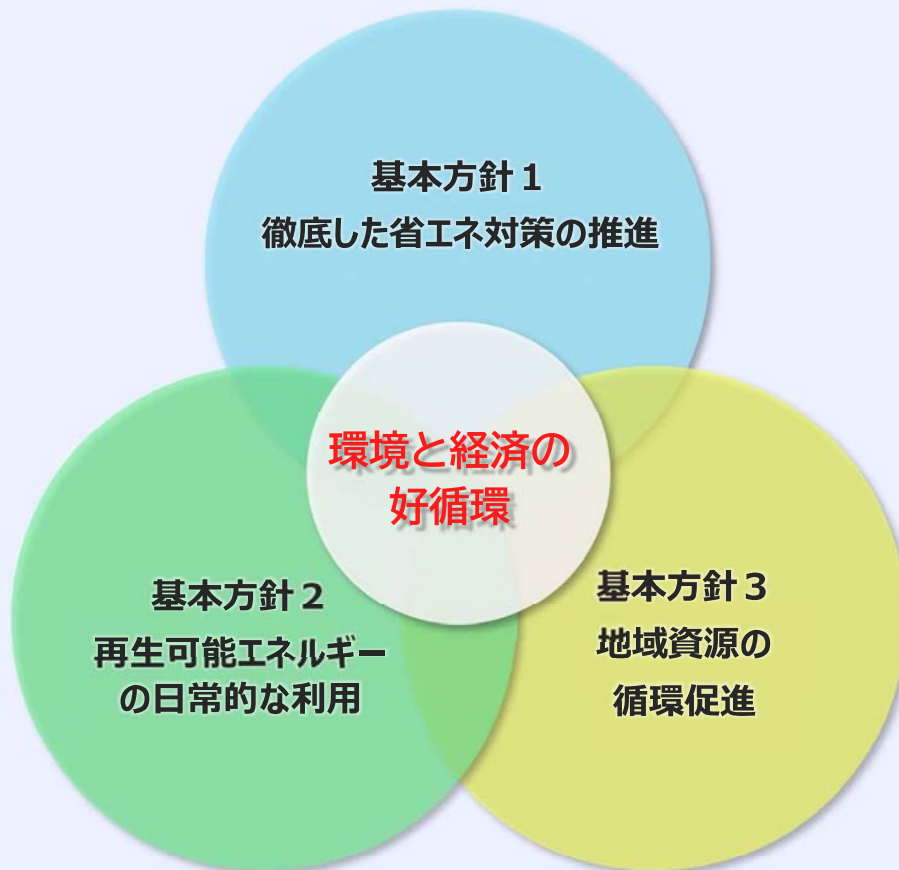 基本方針１
徹底した省エネ対策の推進
環境と経済の
好循環
基本方針２
再生可能エネルギー
の日常的な利用
基本方針３
地域資源の
循環促進